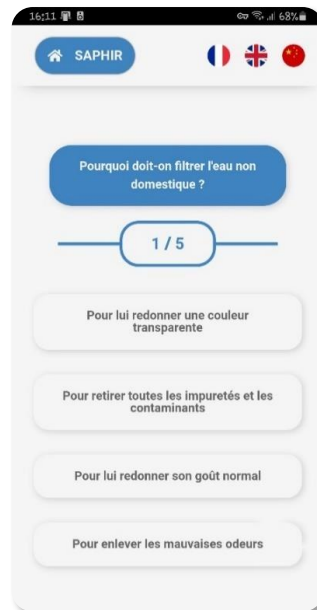 16:11 68%
SAPHIR
Pourquoi doit-on filtrer l'eau non
domestique ?
1 / 5
Pour lui redonner une couleur
transparente
Pour retirer toutes les impuretés et les
contaminants
Pour lui redonner son goût normal
Pour enlever les mauvaises odeurs